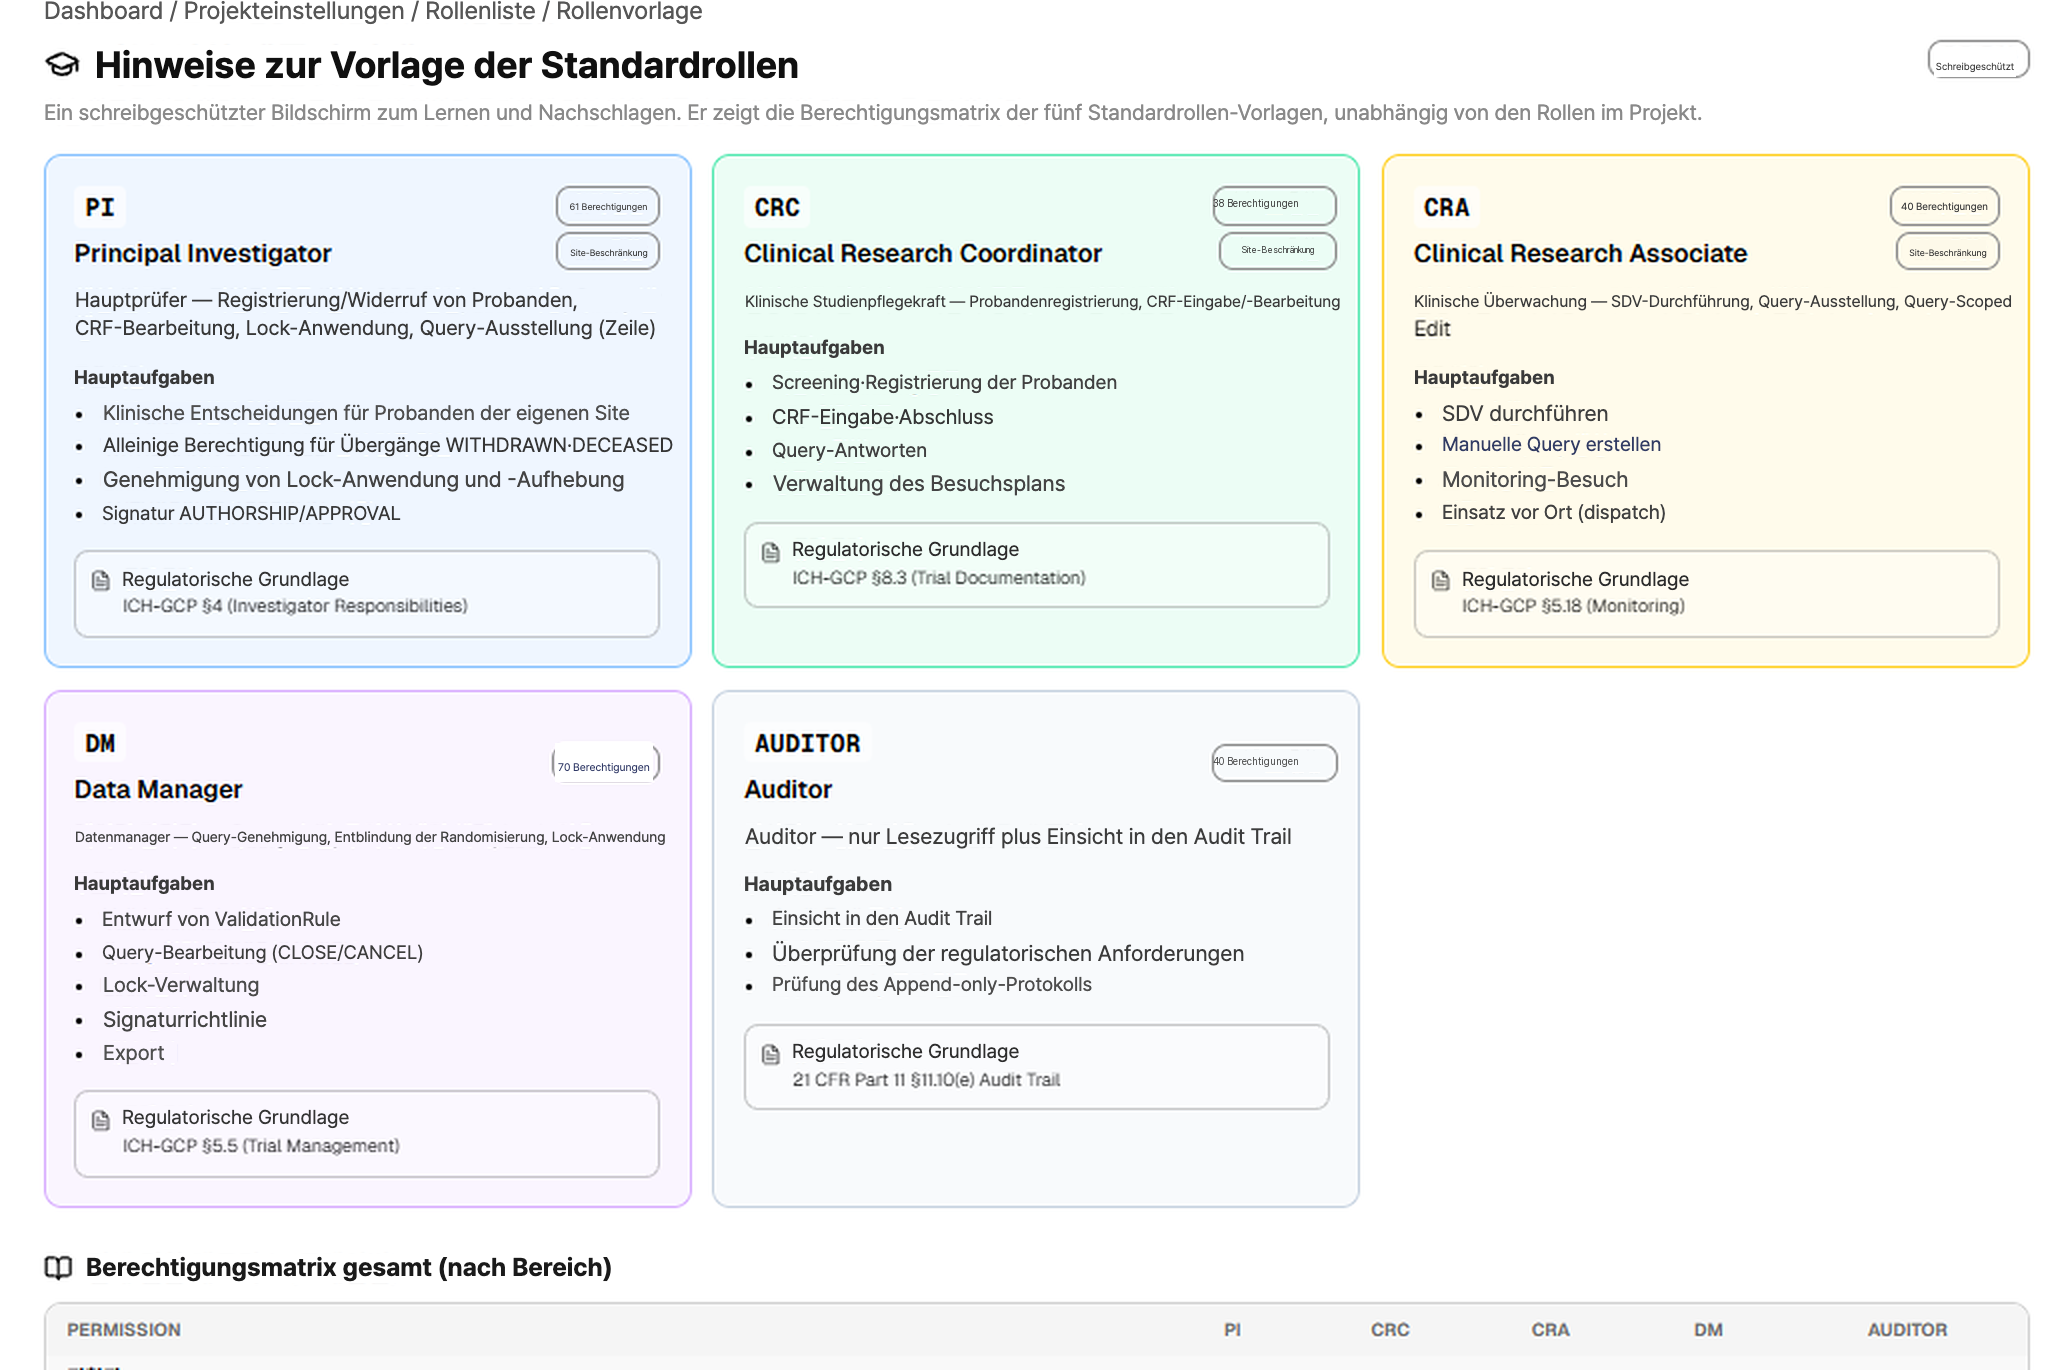 Dashboard / Projekteinstellungen / Rollenliste / Rollenvorlage
Hinweise zur Vorlage der Standardrollen
Schreibgeschützt
Ein schreibgeschützter Bildschirm zum Lernen und Nachschlagen. Er zeigt die Berechtigungsmatrix der fünf Standardrollen-Vorlagen, unabhängig von den Rollen im Projekt.
PI
61 Berechtigungen
Principal Investigator
Site-Beschränkung
Hauptprüfer — Registrierung/Widerruf von Probanden,
CRF-Bearbeitung, Lock-Anwendung, Query-Ausstellung (Zeile)
Hauptaufgaben
• Klinische Entscheidungen für Probanden der eigenen Site
• Alleinige Berechtigung für Übergänge WITHDRAWN·DECEASED
• Genehmigung von Lock-Anwendung und -Aufhebung
• Signatur AUTHORSHIP/APPROVAL
Regulatorische Grundlage
ICH-GCP §4 (Investigator Responsibilities)
CRC
38 Berechtigungen
Clinical Research Coordinator
Site-Beschränkung
Klinische Studienpflegekraft — Probandenregistrierung, CRF-Eingabe/-Bearbeitung
Hauptaufgaben
• Screening·Registrierung der Probanden
• CRF-Eingabe·Abschluss
• Query-Antworten
• Verwaltung des Besuchsplans
Regulatorische Grundlage
ICH-GCP §8.3 (Trial Documentation)
CRA
40 Berechtigungen
Clinical Research Associate
Site-Beschränkung
Klinische Überwachung — SDV-Durchführung, Query-Ausstellung, Query-Scoped
Edit
Hauptaufgaben
• SDV durchführen
• Manuelle Query erstellen
• Monitoring-Besuch
• Einsatz vor Ort (dispatch)
Regulatorische Grundlage
ICH-GCP §5.18 (Monitoring)
DM
70 Berechtigungen
Data Manager
Datenmanager — Query-Genehmigung, Entblindung der Randomisierung, Lock-Anwendung
Hauptaufgaben
• Entwurf von ValidationRule
• Query-Bearbeitung (CLOSE/CANCEL)
• Lock-Verwaltung
• Signaturrichtlinie
• Export
Regulatorische Grundlage
ICH-GCP §5.5 (Trial Management)
AUDITOR
40 Berechtigungen
Auditor
Auditor — nur Lesezugriff plus Einsicht in den Audit Trail
Hauptaufgaben
• Einsicht in den Audit Trail
• Überprüfung der regulatorischen Anforderungen
• Prüfung des Append-only-Protokolls
Regulatorische Grundlage
21 CFR Part 11 §11.10(e) Audit Trail
Berechtigungsmatrix gesamt (nach Bereich)
PERMISSION PI CRC CRA DM AUDITOR